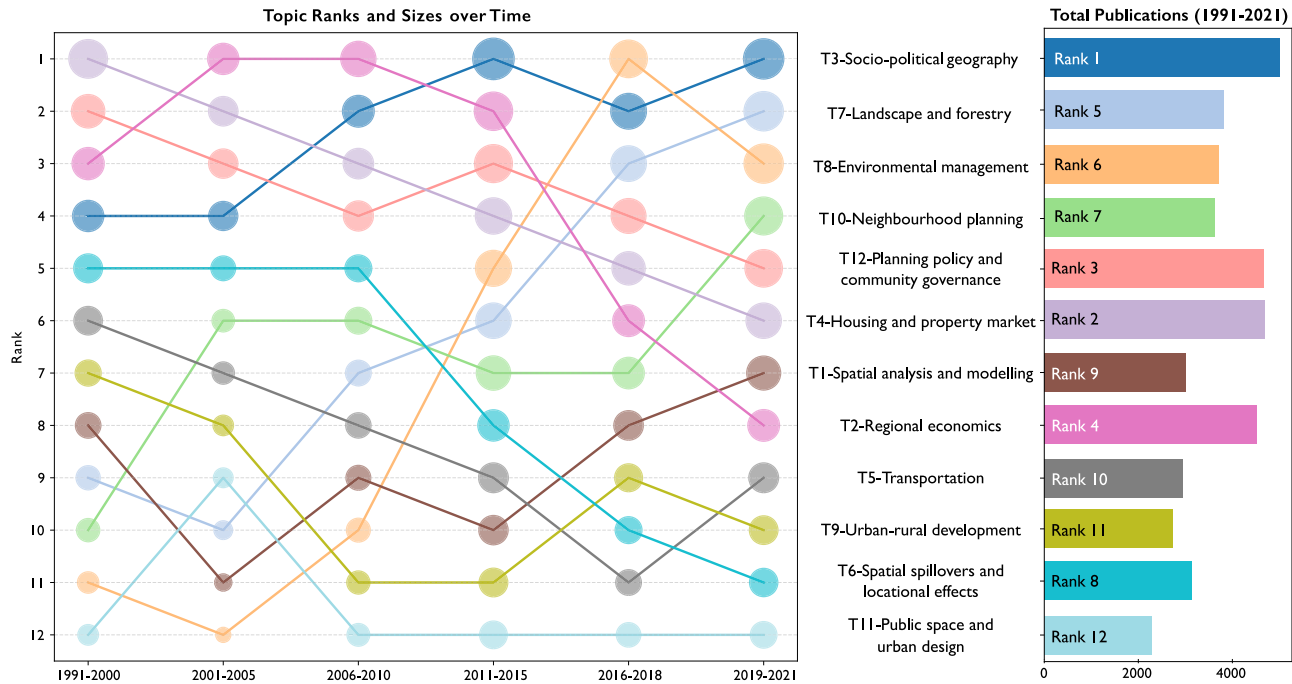 Topic Ranks and Sizes over Time
Rank
1
2
3
4
5
6
7
8
9
10
11
12
1991-2000
2001-2005
2006-2010
2011-2015
2016-2018
2019-2021
Total Publications (1991-2021)
T3-Socio-political geography
Rank 1
T7-Landscape and forestry
Rank 5
T8-Environmental management
Rank 6
T10-Neighbourhood planning
Rank 7
T12-Planning policy and
community governance
Rank 3
T4-Housing and property market
Rank 2
T1-Spatial analysis and modelling
Rank 9
T2-Regional economics
Rank 4
T5-Transportation
Rank 10
T9-Urban-rural development
Rank 11
T6-Spatial spillovers and
locational effects
Rank 8
T11-Public space and
urban design
Rank 12
0
2000
4000